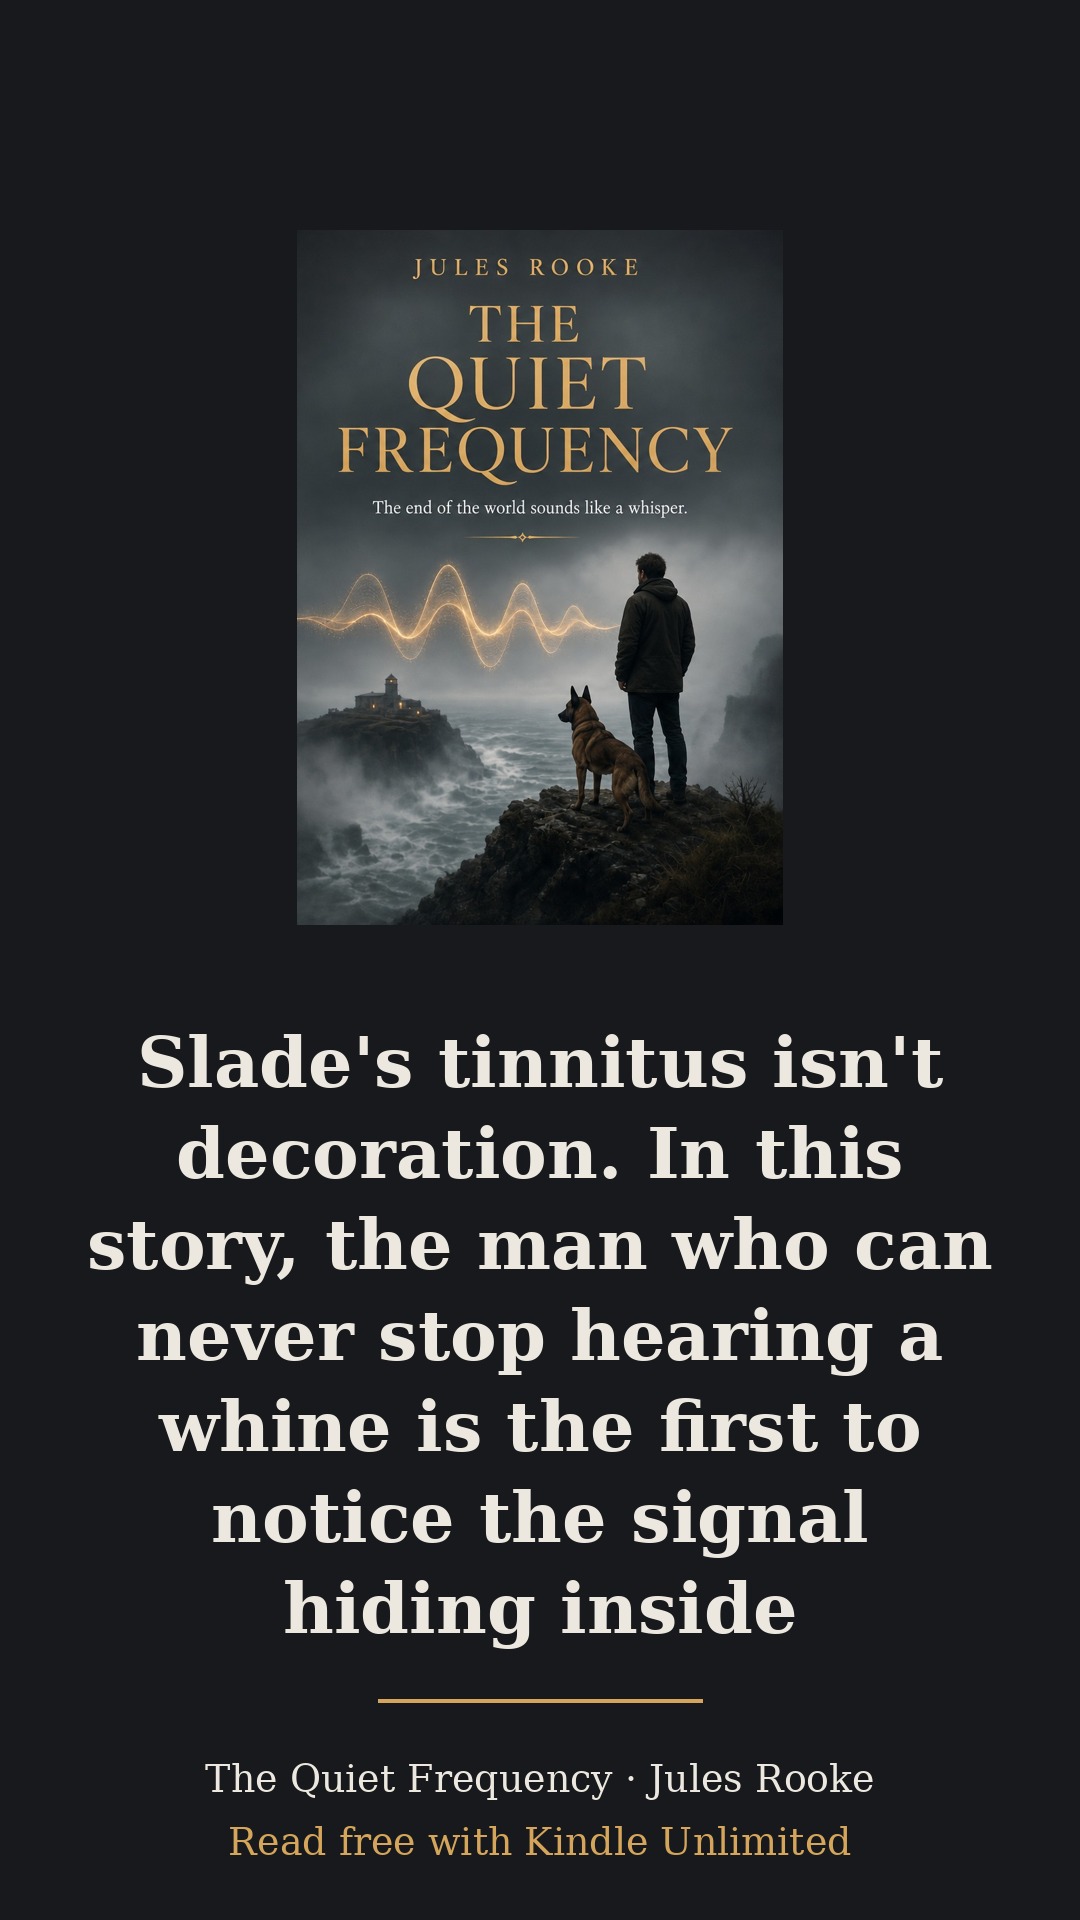 JULES ROOKE
THE
QUIET
FREQUENCY
The end of the world sounds like a whisper.
Slade's tinnitus isn't
decoration. In this
story, the man who can
never stop hearing a
whine is the first to
notice the signal
hiding inside
The Quiet Frequency · Jules Rooke
Read free with Kindle Unlimited